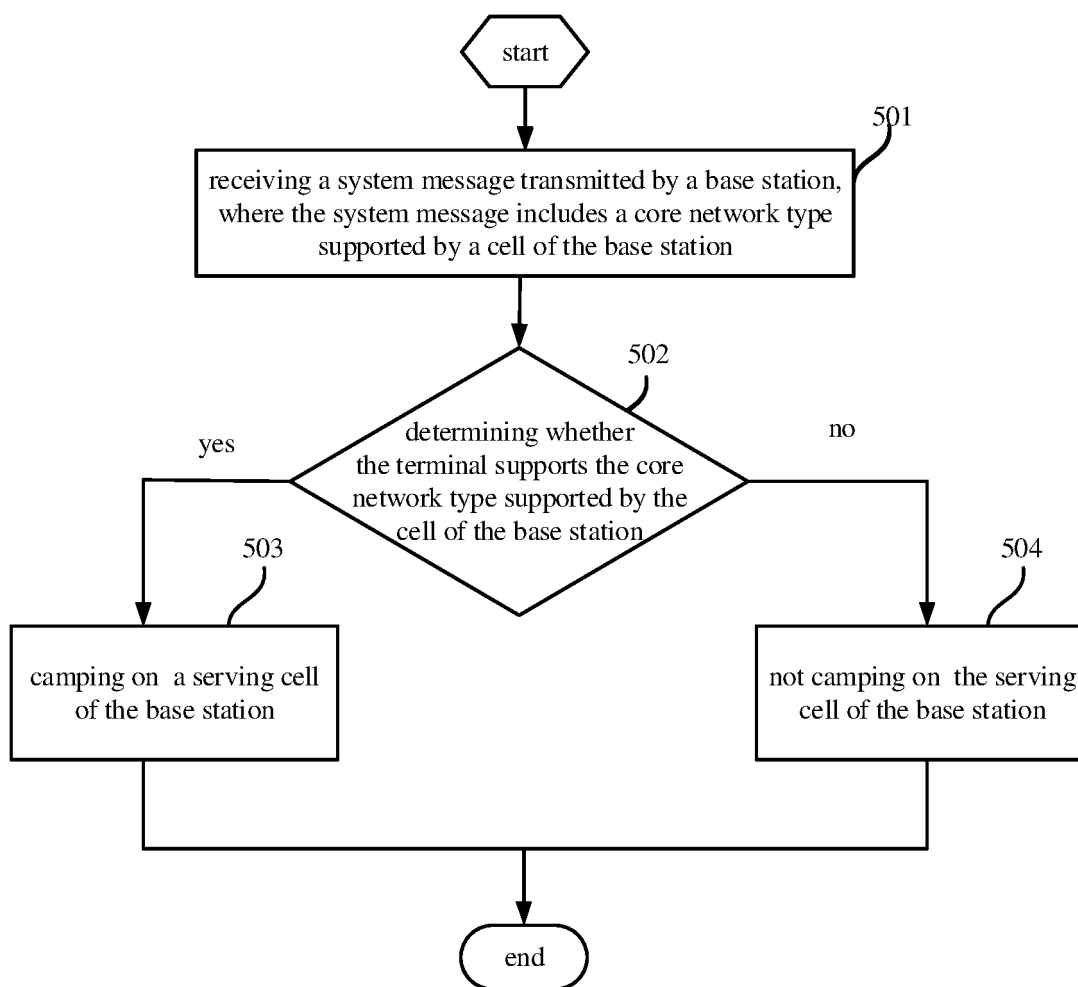 start
501
receiving a system message transmitted by a base station,
where the system message includes a core network type
supported by a cell of the base station
502
determining whether
the terminal supports the core
network type supported by the
cell of the base station
yes
no
503
camping on a serving cell
of the base station
504
not camping on the serving
cell of the base station
end